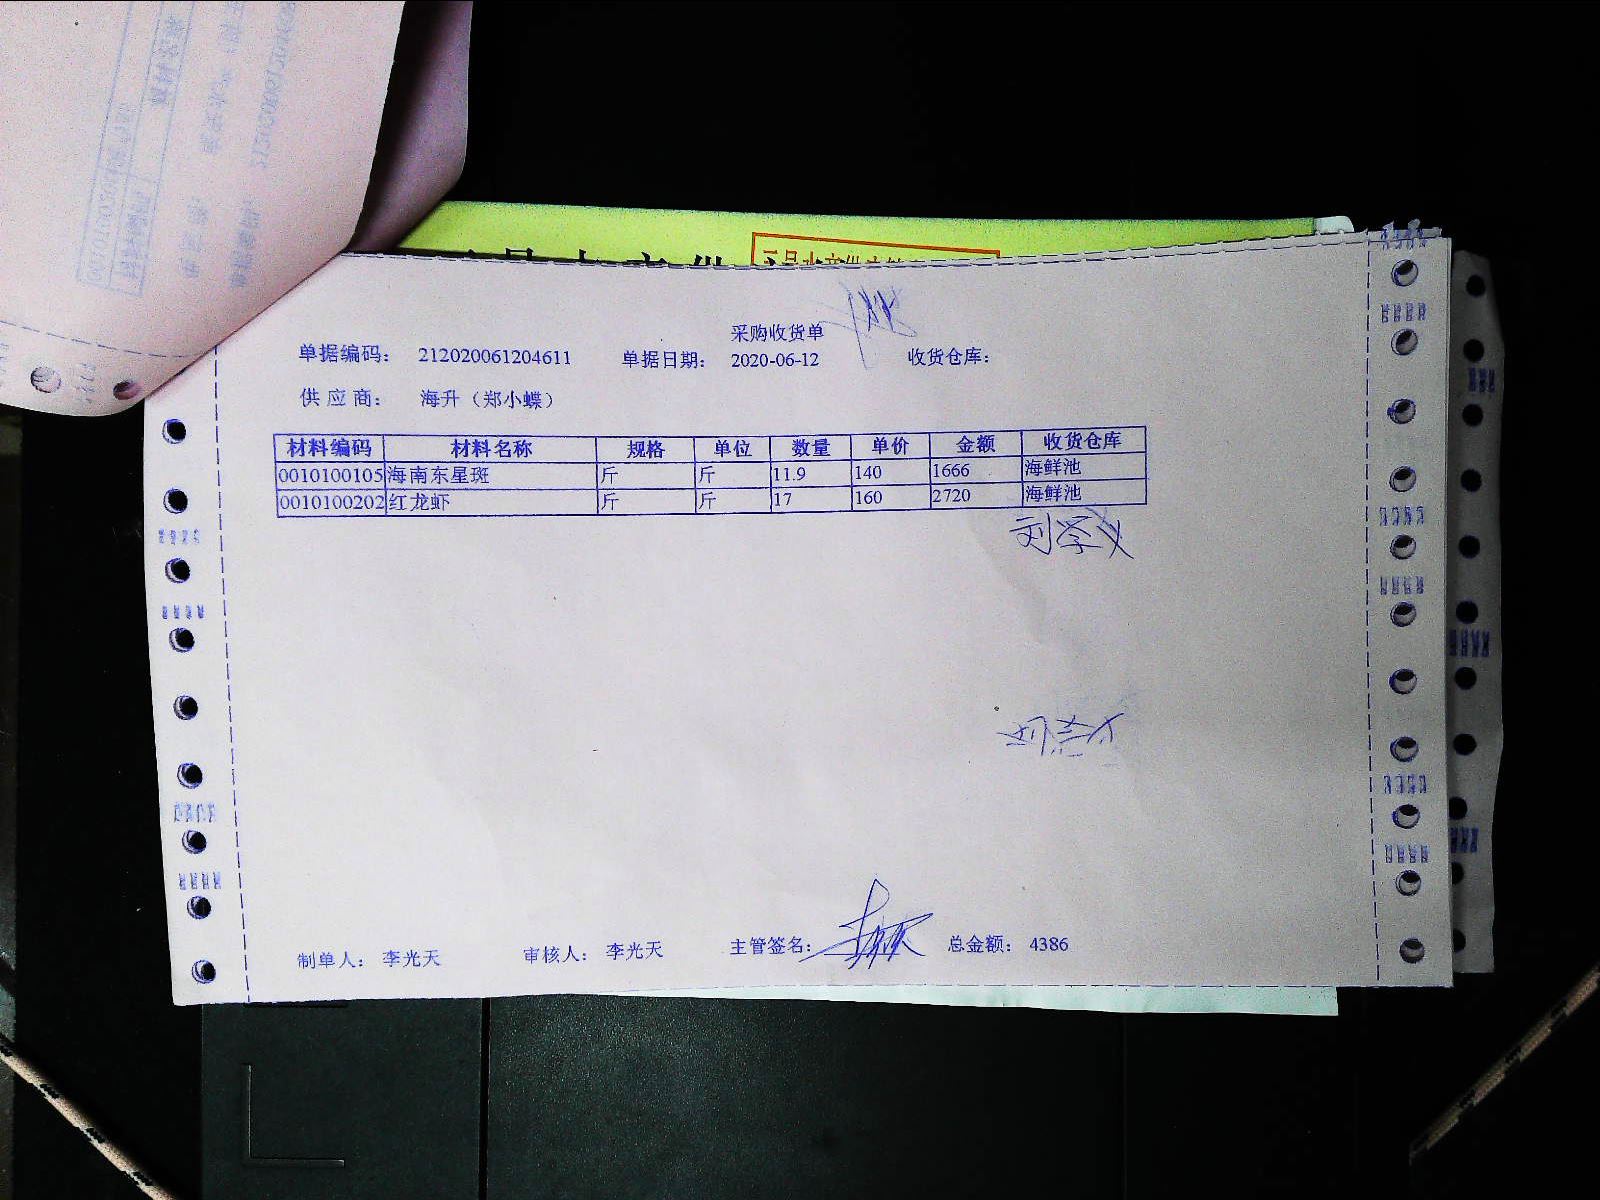 采购收货单
单据编码： 212020061204611 单据日期： 2020-06-12 收货仓库：
供 应 商： 海升（郑小蝶）
材料编码 材料名称 规格 单位 数量 单价 金额 收货仓库
0010100105 海南东星斑 斤 斤 11.9 140 1666 海鲜池
0010100202 红龙虾 斤 斤 17 160 2720 海鲜池
刘学义
制单人： 李光天 审核人： 李光天 主管签名： 总金额： 4386